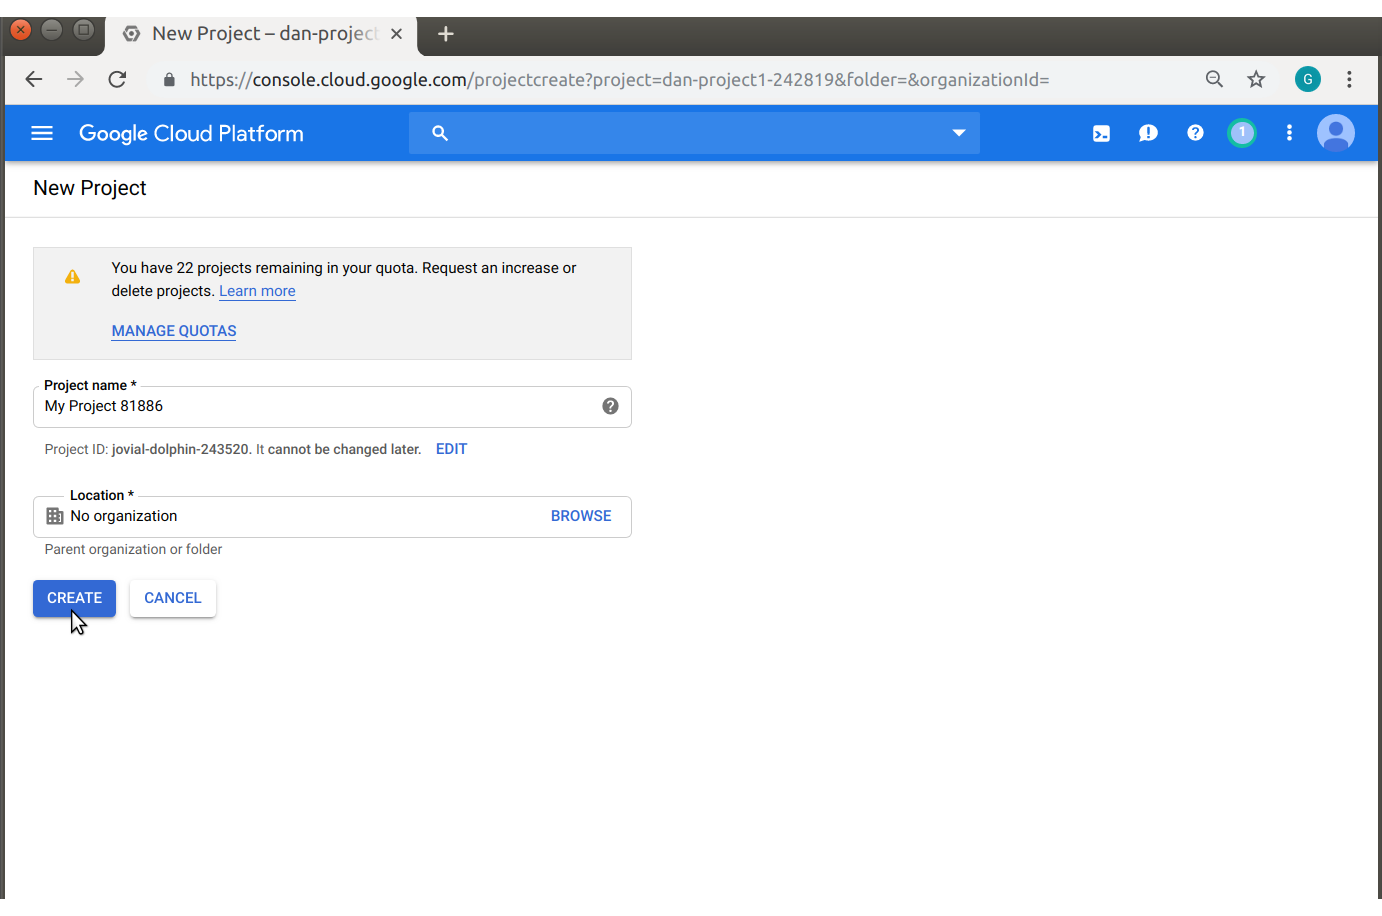 New Project – dan-project
https://console.cloud.google.com/projectcreate?project=dan-project1-242819&folder=&organizationId=
G
Google Cloud Platform
1
New Project
You have 22 projects remaining in your quota. Request an increase or
delete projects. Learn more
MANAGE QUOTAS
Project name *
My Project 81886
Project ID: jovial-dolphin-243520. It cannot be changed later. EDIT
Location *
No organization BROWSE
Parent organization or folder
CREATE CANCEL